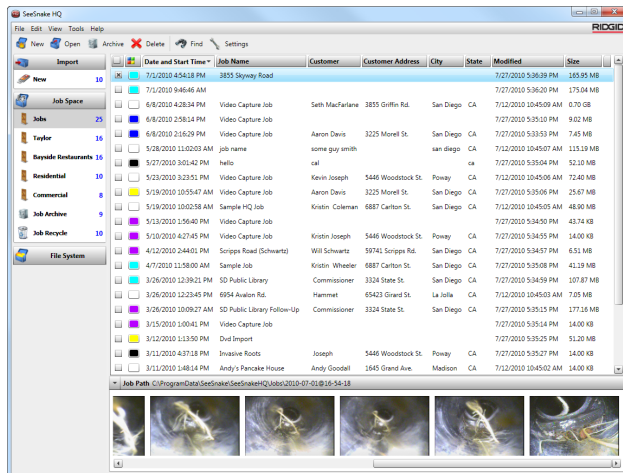 SeeSnake HQ
File Edit View Tools Help
RIDGID
New Open Archive Delete Find Settings
Import
New 10
Job Space
Jobs 25
Taylor 16
Bayside Restaurants 16
Residential 10
Commercial 8
Job Archive 9
Job Recycle 10
File System
Date and Start Time Job Name Customer Customer Address City State Modified Size
7/1/2010 4:54:18 PM 3855 Skyway Road 7/27/2010 5:36:39 PM 165.95 MB
7/1/2010 9:46:46 AM 7/27/2010 5:36:20 PM 175.04 MB
6/8/2010 4:28:34 PM Video Capture Job Seth MacFarlane 3855 Griffin Rd. San Diego CA 7/12/2010 10:45:09 AM 0.70 GB
6/8/2010 2:58:14 PM Video Capture Job 7/27/2010 5:35:10 PM 9.02 MB
6/8/2010 2:16:29 PM Video Capture Job Aaron Davis 3225 Morell St. San Diego CA 7/27/2010 5:33:53 PM 7.45 MB
5/28/2010 11:02:03 AM job name some guy smith san diego CA 7/12/2010 10:45:07 AM 115.19 MB
5/27/2010 3:01:42 PM hello cal ca 7/27/2010 5:35:04 PM 52.10 MB
5/23/2010 3:23:51 PM Video Capture Job Kevin Joseph 5446 Woodstock St. Poway CA 7/12/2010 10:45:06 AM 72.40 MB
5/19/2010 10:55:47 AM Video Capture Job Aaron Davis 3225 Morell St. San Diego CA 7/27/2010 5:35:06 PM 25.67 MB
5/19/2010 10:02:58 AM Sample HQ Job Kristin Coleman 6887 Carlton St. San Diego CA 7/12/2010 10:45:05 AM 48.90 MB
5/13/2010 1:56:40 PM Video Capture Job 7/27/2010 5:34:50 PM 43.74 KB
5/10/2010 4:27:45 PM Video Capture Job Kristin Joseph 5446 Woodstock St. Poway CA 7/27/2010 5:34:55 PM 14.00 KB
4/12/2010 2:44:01 PM Scripps Road (Schwartz) Will Schwartz 59741 Scripps Rd. San Diego CA 7/27/2010 5:34:57 PM 6.51 MB
4/7/2010 11:58:00 AM Sample Job Kristin Wheeler 6887 Carlton St. San Diego CA 7/27/2010 5:35:08 PM 41.19 MB
3/26/2010 12:39:21 PM SD Public Library Commissioner 3324 State St. San Diego CA 7/27/2010 5:34:59 PM 107.87 MB
3/26/2010 12:23:45 PM 6954 Avalon Rd. Hammet 65423 Girard St. La Jolla CA 7/12/2010 10:45:03 AM 7.05 MB
3/26/2010 10:09:27 AM SD Public Library Follow-Up Commissioner 3324 State St. San Diego CA 7/27/2010 5:35:15 PM 177.16 MB
3/15/2010 1:00:41 PM Video Capture Job 7/27/2010 5:35:14 PM 14.00 KB
3/12/2010 1:13:50 PM Dvd Import 7/27/2010 5:35:25 PM 51.20 MB
3/11/2010 4:37:18 PM Invasive Roots Joseph 5446 Woodstock St. Poway CA 7/27/2010 5:35:27 PM 14.00 KB
3/11/2010 1:48:14 PM Andy's Pancake House Andy Goodall 1645 Grand Ave. Madison CA 7/12/2010 10:45:02 AM 14.00 KB
Job Path C:\ProgramData\SeeSnake\SeeSnakeHQ\Jobs\2010-07-01@16-54-18